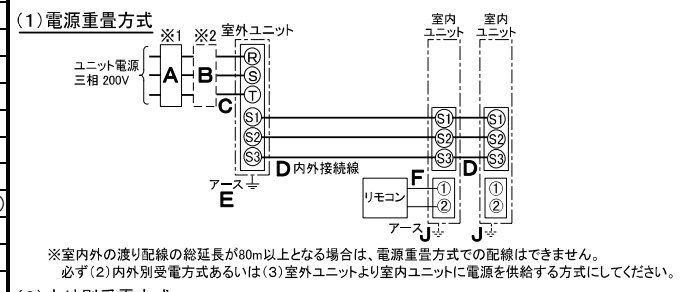 (1)電源重畳方式
※1 ※2 室外ユニット
室内
ユニット
室内
ユニット
ユニット電源
三相 200V
A
B
C
R
S
T
S1
S2
S3
S1
S2
S3
S1
S2
S3
D 内外接続線
D
アース
E
F
リモコン
①
②
①
②
アース J
J
※室内外の渡り配線の総延長が80m以上となる場合は、電源重畳方式での配線はできません。
必ず(2)内外別受電方式あるいは(3)室外ユニットより室内ユニットに電源を供給する方式にしてください。